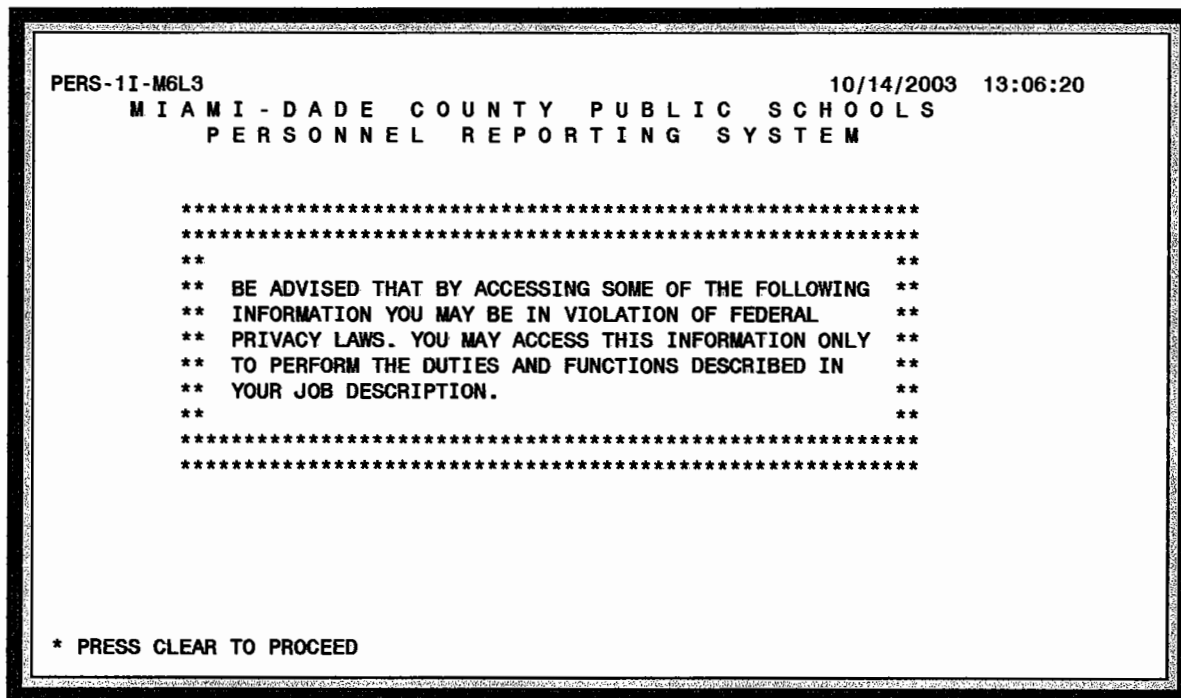 PERS-1I-M6L3 10/14/2003 13:06:20
M I A M I - D A D E C O U N T Y P U B L I C S C H O O L S
P E R S O N N E L R E P O R T I N G S Y S T E M
**********************************************************
**********************************************************
** **
** BE ADVISED THAT BY ACCESSING SOME OF THE FOLLOWING **
** INFORMATION YOU MAY BE IN VIOLATION OF FEDERAL **
** PRIVACY LAWS. YOU MAY ACCESS THIS INFORMATION ONLY **
** TO PERFORM THE DUTIES AND FUNCTIONS DESCRIBED IN **
** YOUR JOB DESCRIPTION. **
** **
**********************************************************
**********************************************************
* PRESS CLEAR TO PROCEED